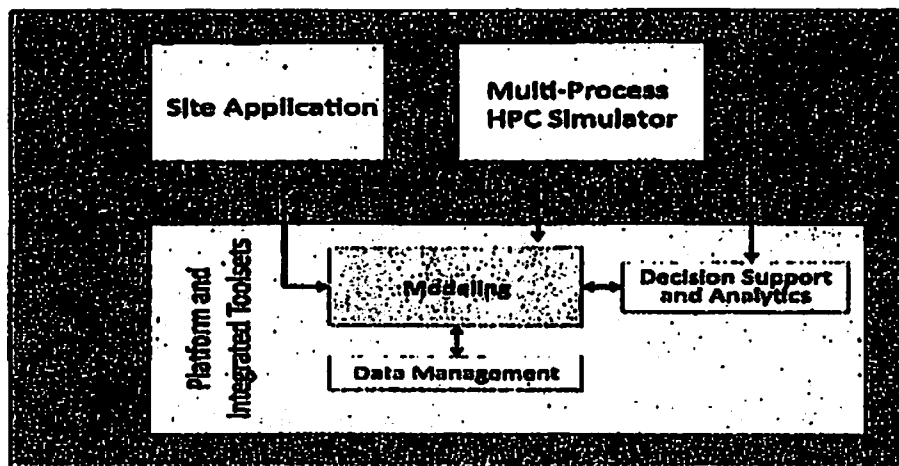 Site Application
Multi-Process
HPC Simulator
Platform and
Integrated Toolsets
Modeling
Decision Support
and Analytics
Data Management